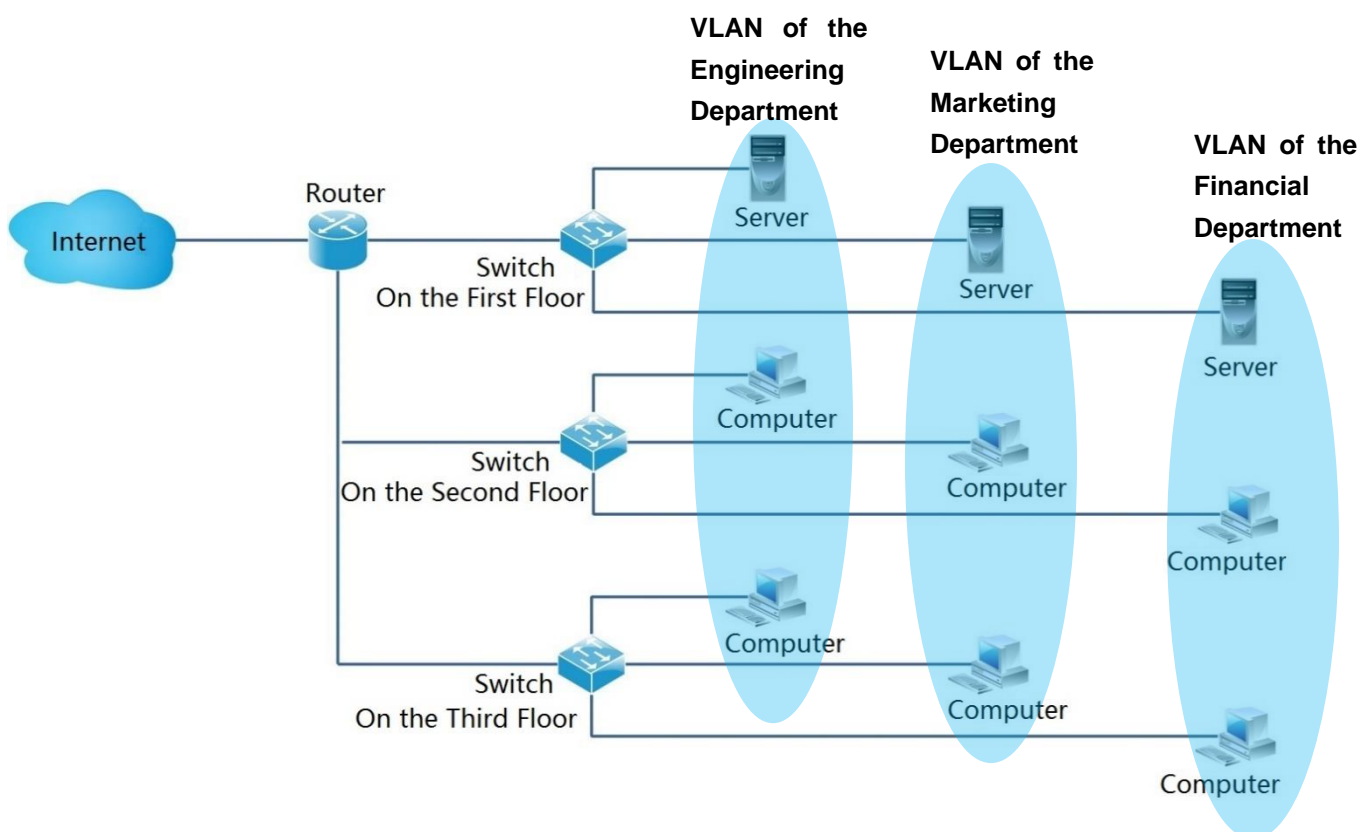 VLAN of the
Engineering
Department
VLAN of the
Marketing
Department
VLAN of the
Financial
Department
Router
Internet
Server
Switch
On the First Floor
Server
Server
Computer
Switch
On the Second Floor
Computer
Computer
Computer
Switch
On the Third Floor
Computer
Computer